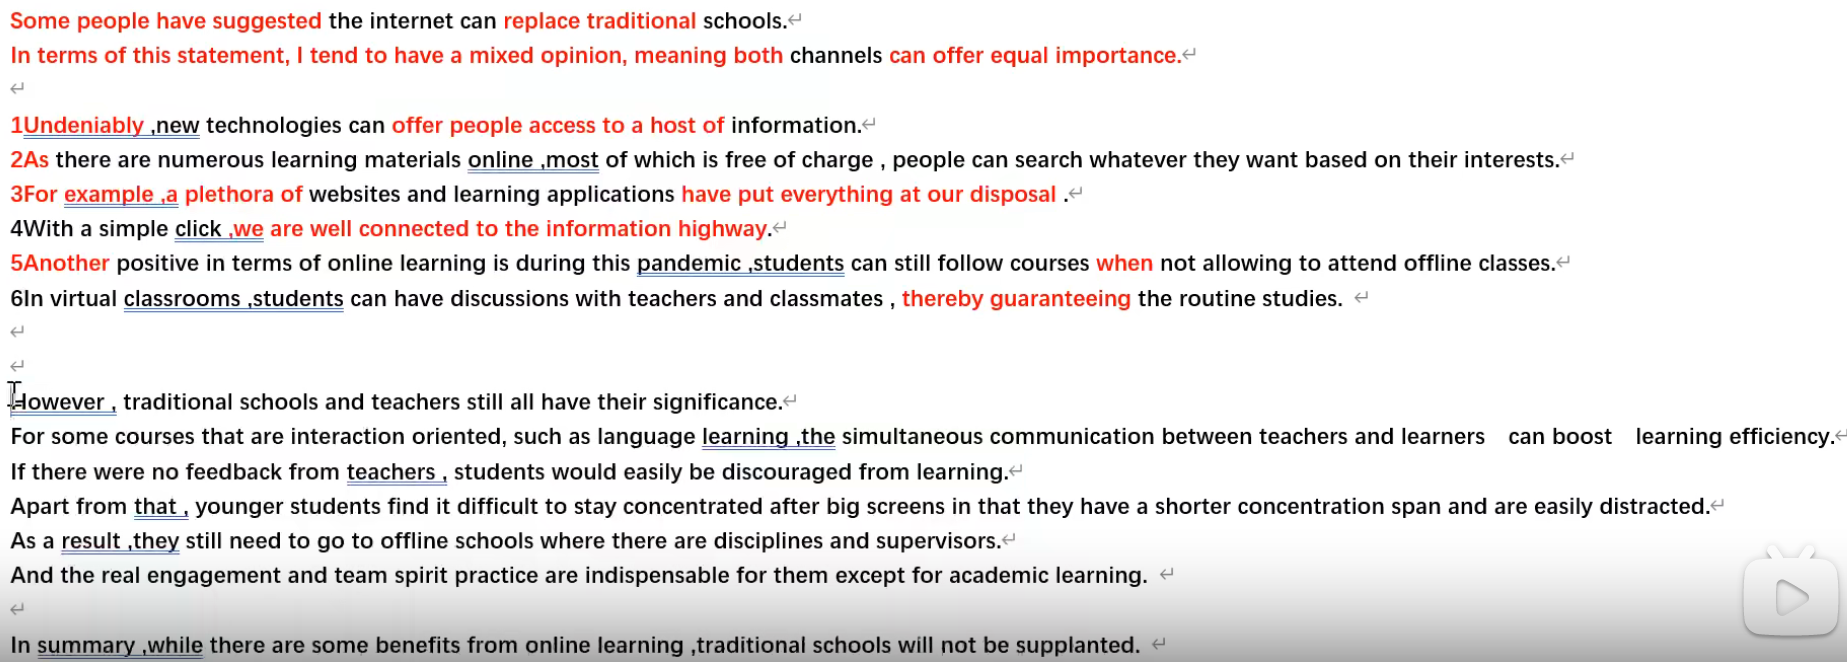 Some people have suggested the internet can replace traditional schools.
In terms of this statement, I tend to have a mixed opinion, meaning both channels can offer equal importance.
1Undeniably ,new technologies can offer people access to a host of information.
2As there are numerous learning materials online ,most of which is free of charge , people can search whatever they want based on their interests.
3For example ,a plethora of websites and learning applications have put everything at our disposal .
4With a simple click ,we are well connected to the information highway.
5Another positive in terms of online learning is during this pandemic ,students can still follow courses when not allowing to attend offline classes.
6In virtual classrooms ,students can have discussions with teachers and classmates , thereby guaranteeing the routine studies.
However , traditional schools and teachers still all have their significance.
For some courses that are interaction oriented, such as language learning ,the simultaneous communication between teachers and learners can boost learning efficiency.
If there were no feedback from teachers , students would easily be discouraged from learning.
Apart from that , younger students find it difficult to stay concentrated after big screens in that they have a shorter concentration span and are easily distracted.
As a result ,they still need to go to offline schools where there are disciplines and supervisors.
And the real engagement and team spirit practice are indispensable for them except for academic learning.
In summary ,while there are some benefits from online learning ,traditional schools will not be supplanted.